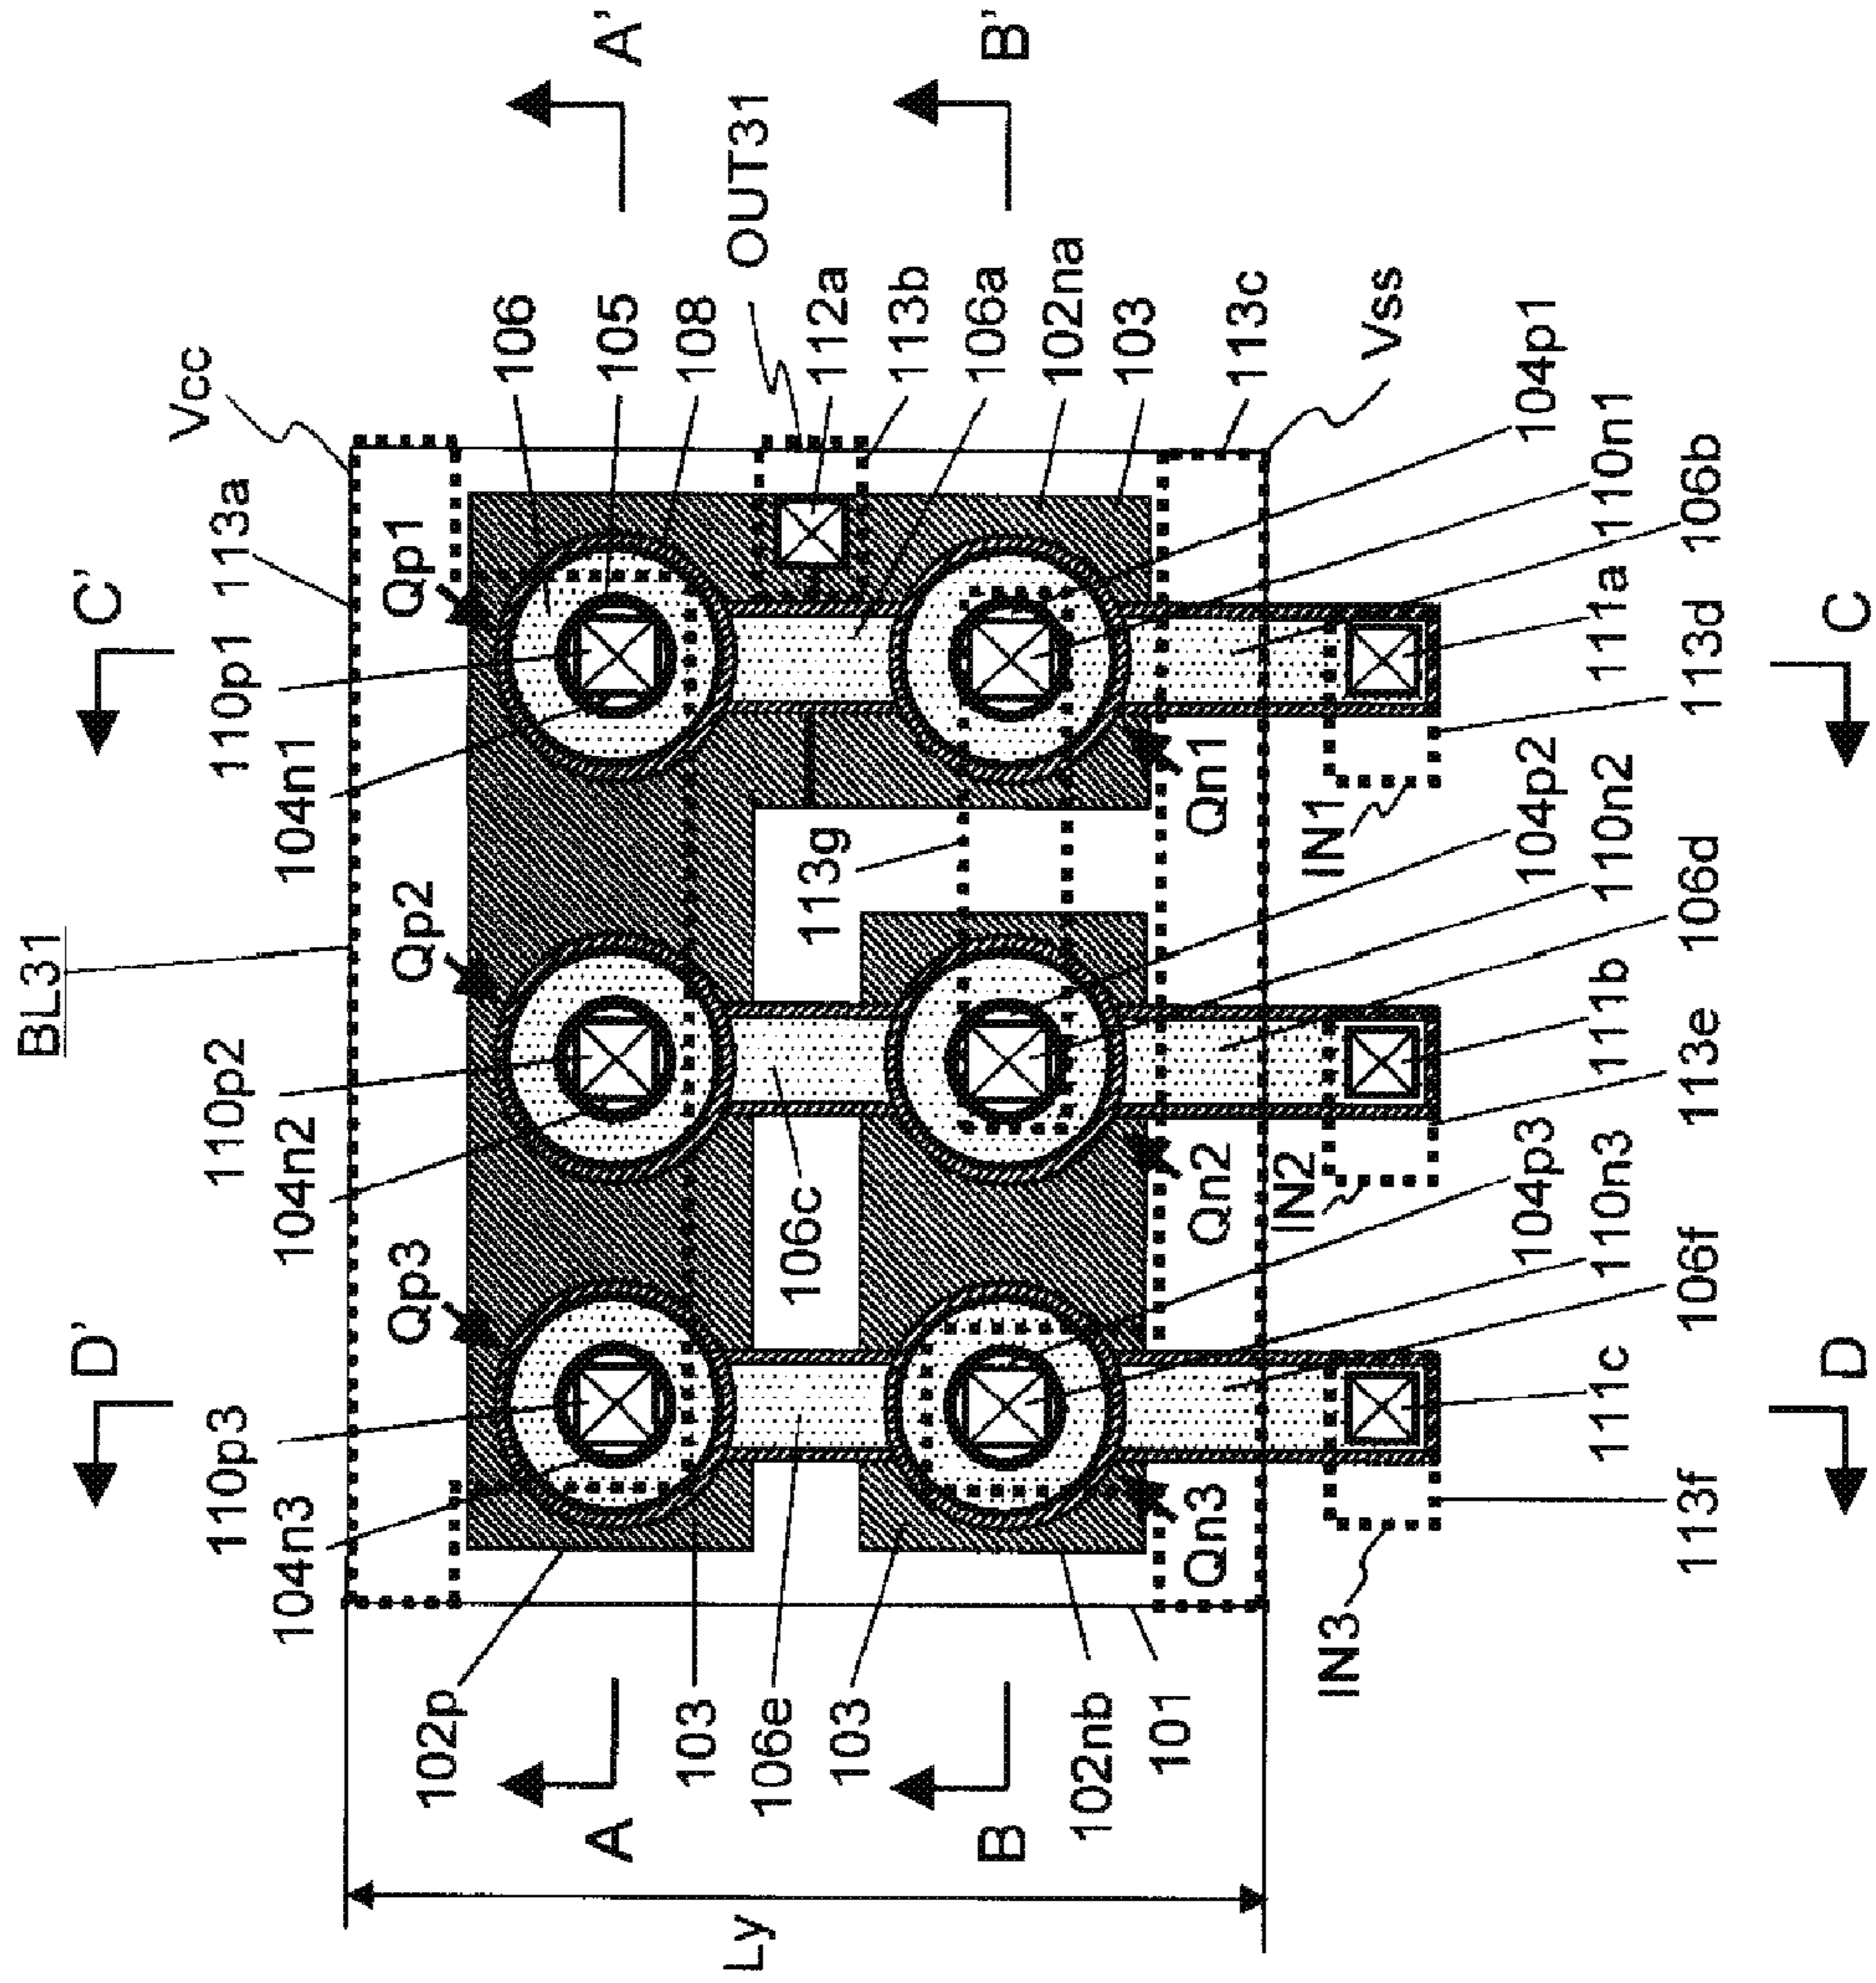 BL31
D'
C'
110p3
104n3
Qp3
110p2
104n2
Qp2
110p1
113a
104n1
Qp1
Vcc
106
105
108
OUT31
112a
113b
106a
102na
103
113c
Vss
A'
B'
102p
103
106e
103
102nb
101
A
B
Ly
106c
113g
Qn3
Qn2
Qn1
IN3
IN2
IN1
104p3
110n3
106f
111c
113f
104p2
110n2
106d
111b
113e
104p1
110n1
106b
111a
113d
D
C